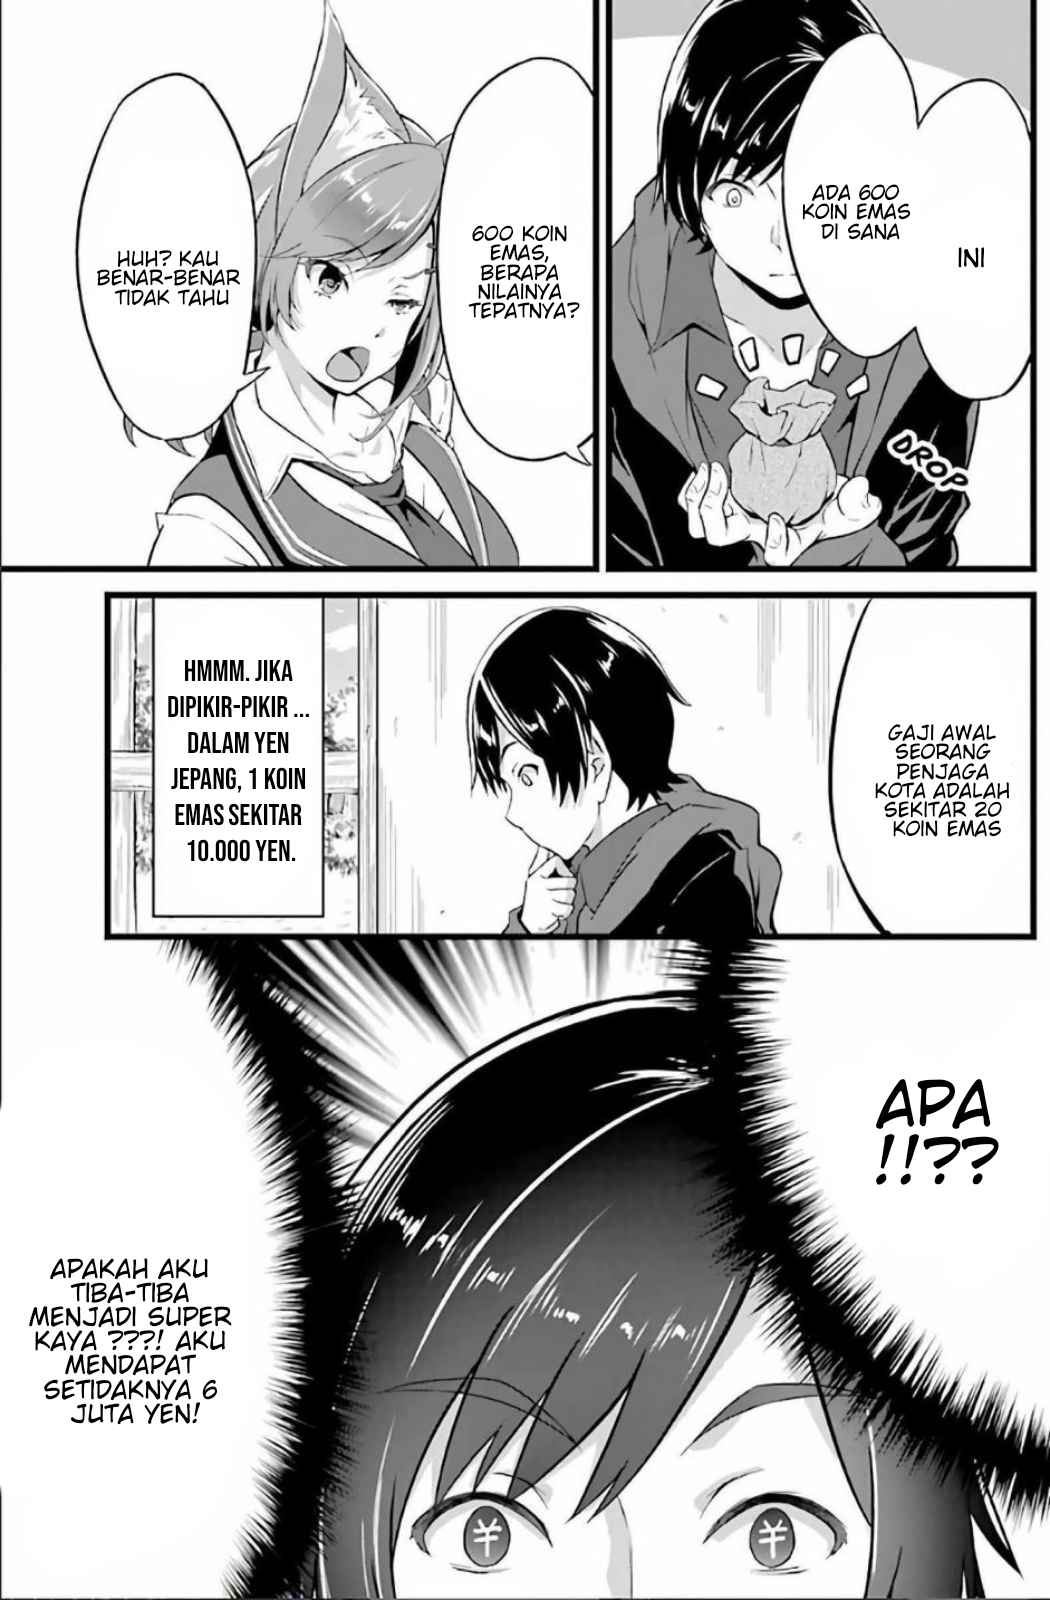 INI
ADA 600
KOIN EMAS
DI SANA
DROP
600 KOIN
EMAS,
BERAPA
NILAINYA
TEPATNYA?
HUH? KAU
BENAR-BENAR
TIDAK TAHU
GAJI AWAL
SEORANG
PENJAGA
KOTA ADALAH
SEKITAR 20
KOIN EMAS
HMMM. JIKA
DIPIKIR-PIKIR ...
DALAM YEN
JEPANG, 1 KOIN
EMAS SEKITAR
10.000 YEN.
APA
!!??
APAKAH AKU
TIBA-TIBA
MENJADI SUPER
KAYA ???! AKU
MENDAPAT
SETIDAKNYA 6
JUTA YEN!
¥ ¥